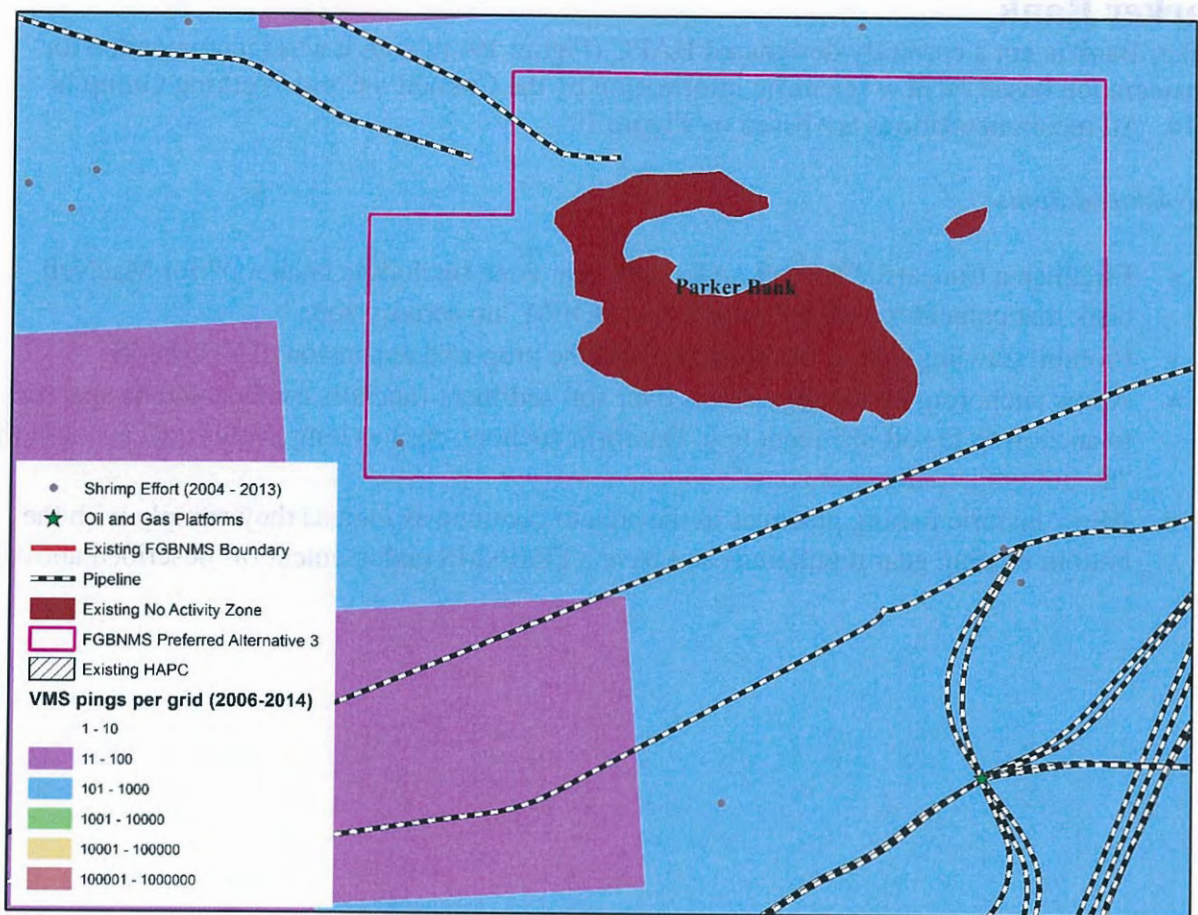 Parker Bank
Shrimp Effort (2004 - 2013)
Oil and Gas Platforms
Existing FGBNMS Boundary
Pipeline
Existing No Activity Zone
FGBNMS Preferred Alternative 3
Existing HAPC
VMS pings per grid (2006-2014)
1 - 10
11 - 100
101 - 1000
1001 - 10000
10001 - 100000
100001 - 1000000